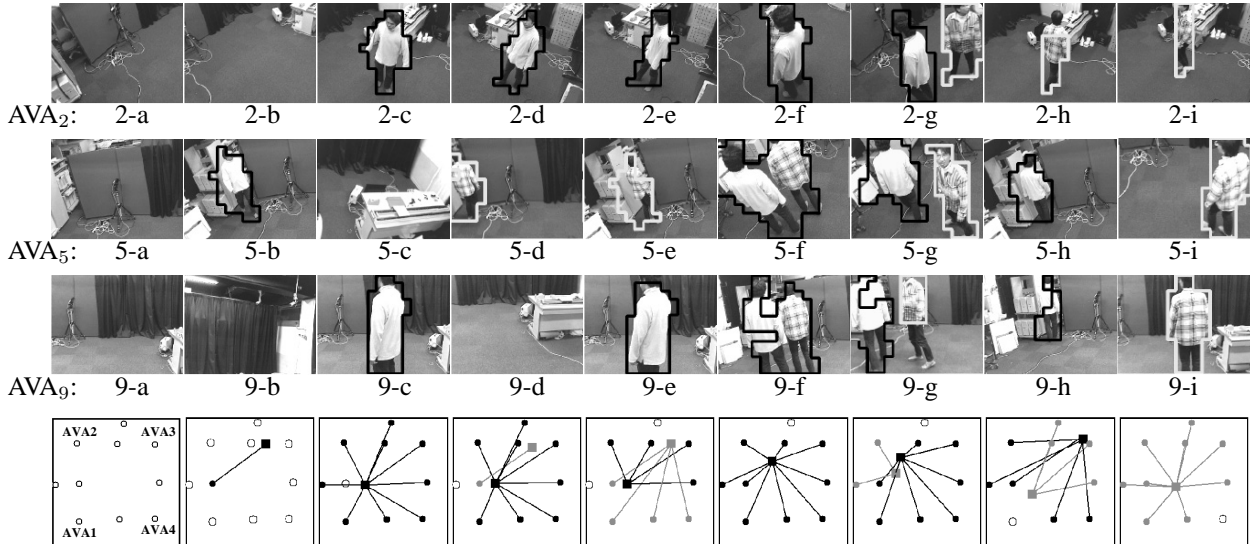 AVA₂: 2-a 2-b 2-c 2-d 2-e 2-f 2-g 2-h 2-i
AVA₅: 5-a 5-b 5-c 5-d 5-e 5-f 5-g 5-h 5-i
AVA₉: 9-a 9-b 9-c 9-d 9-e 9-f 9-g 9-h 9-i
AVA2 AVA3
AVA1 AVA4